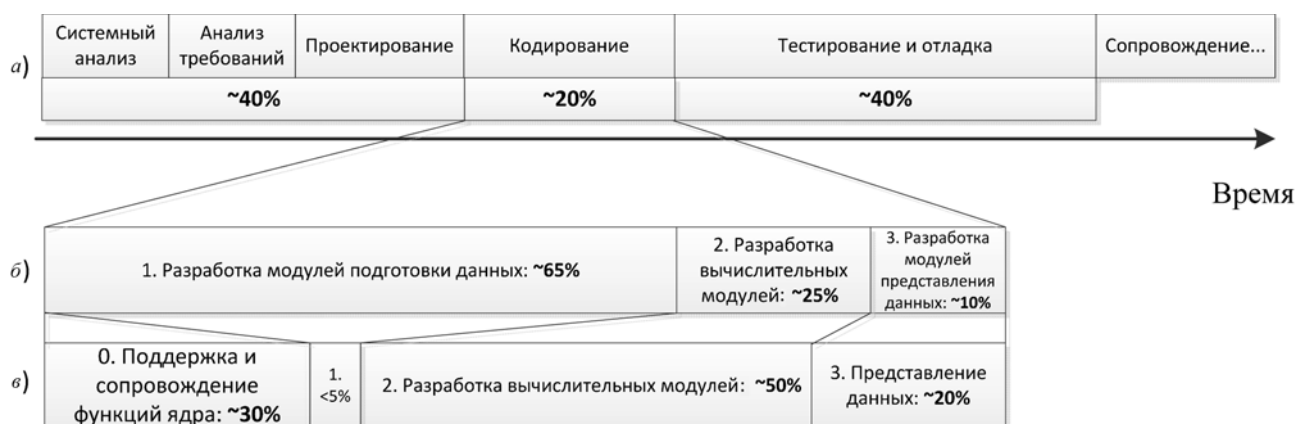 Системный
анализ
Анализ
требований
Проектирование
Кодирование
Тестирование и отладка
Сопровождение...
а)
~40%
~20%
~40%
Время
б)
1. Разработка модулей подготовки данных: ~65%
2. Разработка
вычислительных
модулей: ~25%
3. Разработка
модулей
представления
данных: ~10%
в)
0. Поддержка и
сопровождение
функций ядра: ~30%
1.
<5%
2. Разработка вычислительных модулей: ~50%
3. Представление
данных: ~20%